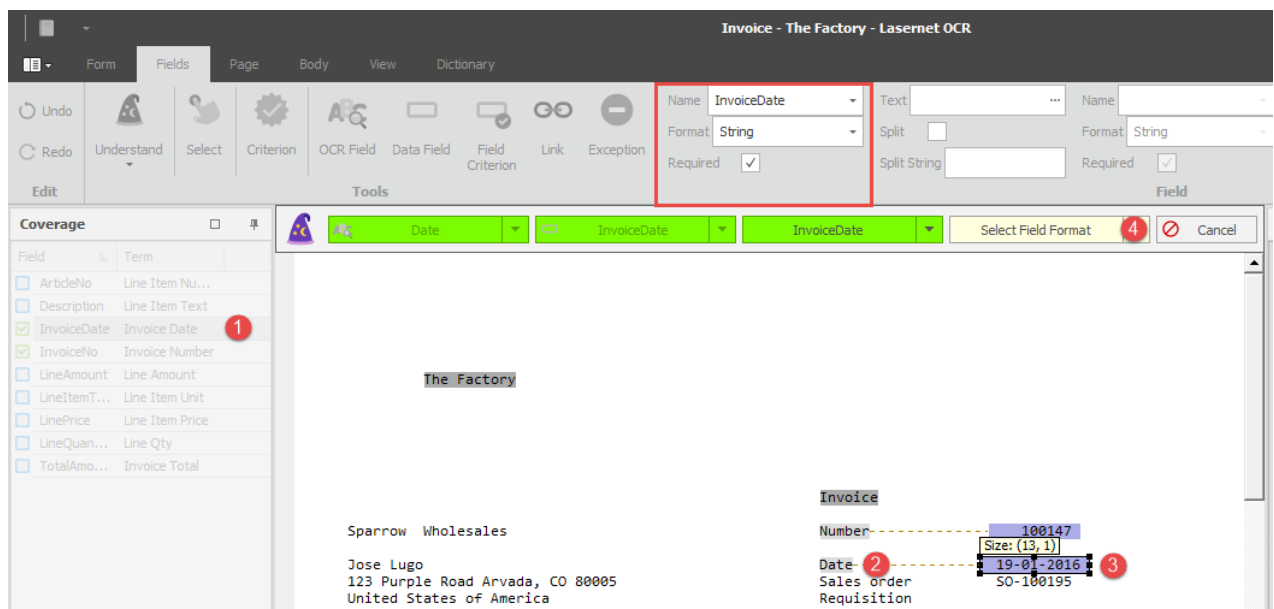 Invoice - The Factory - Lasernet OCR
Form Fields Page Body View Dictionary
Undo
Redo
Edit
Understand
Select
Criterion
OCR Field
Data Field
Field
Criterion
Link
Exception
Tools
Name InvoiceDate
Format String
Required
Text ...
Split
Split String
Name
Format String
Required
Field
Coverage
Field Term
ArticleNo Line Item Nu...
Description Line Item Text
InvoiceDate Invoice Date 1
InvoiceNo Invoice Number
LineAmount Line Amount
LineItemT... Line Item Unit
LinePrice Line Item Price
LineQuan... Line Qty
TotalAmo... Invoice Total
ABC Date InvoiceDate InvoiceDate Select Field Format 4 Cancel
The Factory
Invoice
Sparrow Wholesales Number 100147
Size: (13, 1)
Jose Lugo Date 2 19-01-2016 3
123 Purple Road Arvada, CO 80005 Sales order SO-100195
United States of America Requisition